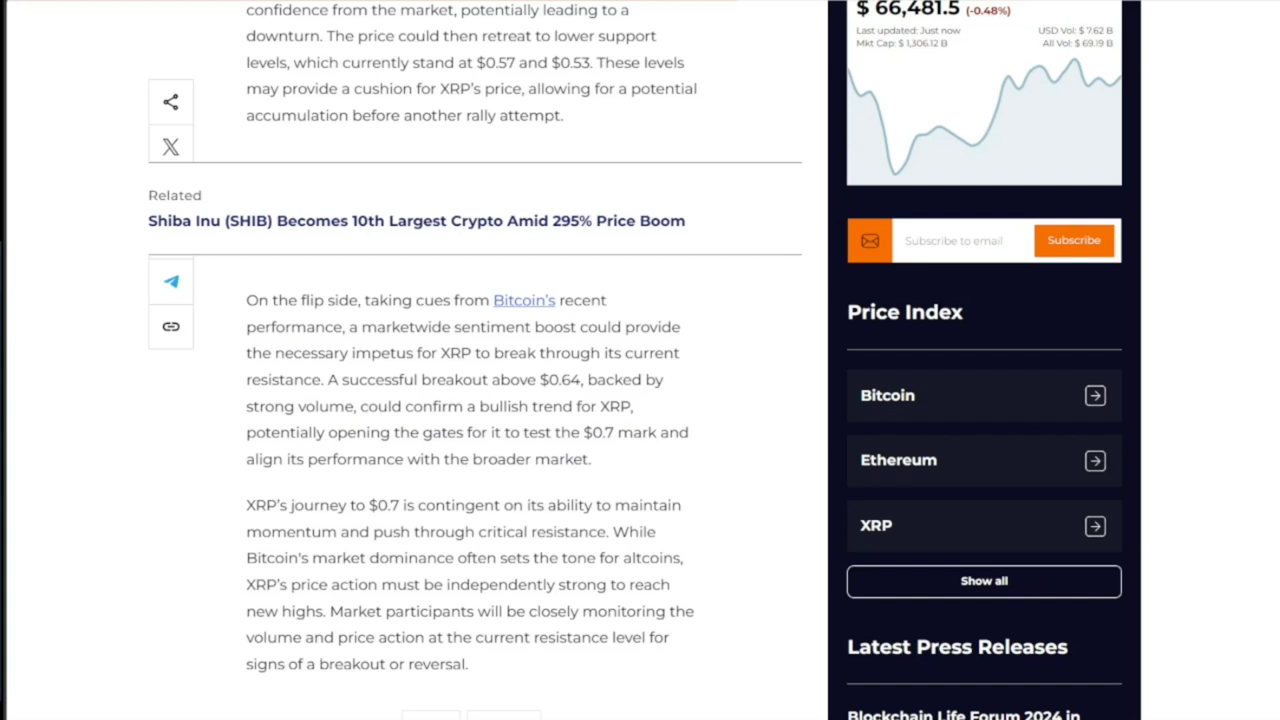 confidence from the market, potentially leading to a
downturn. The price could then retreat to lower support
levels, which currently stand at $0.57 and $0.53. These levels
may provide a cushion for XRP’s price, allowing for a potential
accumulation before another rally attempt.
Related
Shiba Inu (SHIB) Becomes 10th Largest Crypto Amid 295% Price Boom
On the flip side, taking cues from Bitcoin’s recent
performance, a marketwide sentiment boost could provide
the necessary impetus for XRP to break through its current
resistance. A successful breakout above $0.64, backed by
strong volume, could confirm a bullish trend for XRP,
potentially opening the gates for it to test the $0.7 mark and
align its performance with the broader market.
XRP’s journey to $0.7 is contingent on its ability to maintain
momentum and push through critical resistance. While
Bitcoin's market dominance often sets the tone for altcoins,
XRP’s price action must be independently strong to reach
new highs. Market participants will be closely monitoring the
volume and price action at the current resistance level for
signs of a breakout or reversal.
$ 66,481.5 (-0.48%)
Last updated: Just now USD Vol: $ 7.62 B
Mkt Cap: $ 1,306.12 B All Vol: $ 69.19 B
Subscribe to email Subscribe
Price Index
Bitcoin
Ethereum
XRP
Show all
Latest Press Releases
Blockchain Life Forum 2024 in